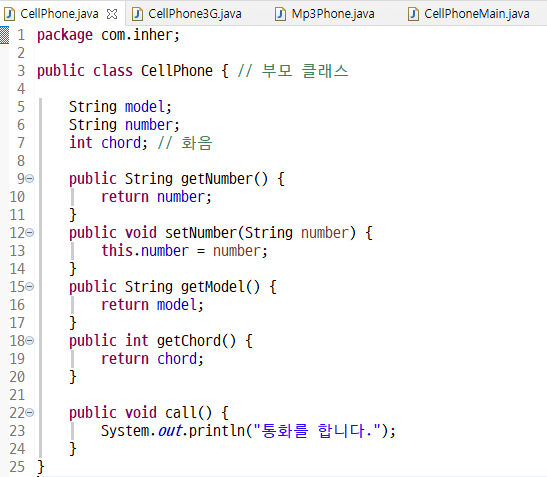 CellPhone.java CellPhone3G.java Mp3Phone.java CellPhoneMain.java
1 package com.inher;
2
3 public class CellPhone { // 부모 클래스
4
5 String model;
6 String number;
7 int chord; // 화음
8
9 public String getNumber() {
10 return number;
11 }
12 public void setNumber(String number) {
13 this.number = number;
14 }
15 public String getModel() {
16 return model;
17 }
18 public int getChord() {
19 return chord;
20 }
21
22 public void call() {
23 System.out.println("통화를 합니다.");
24 }
25 }